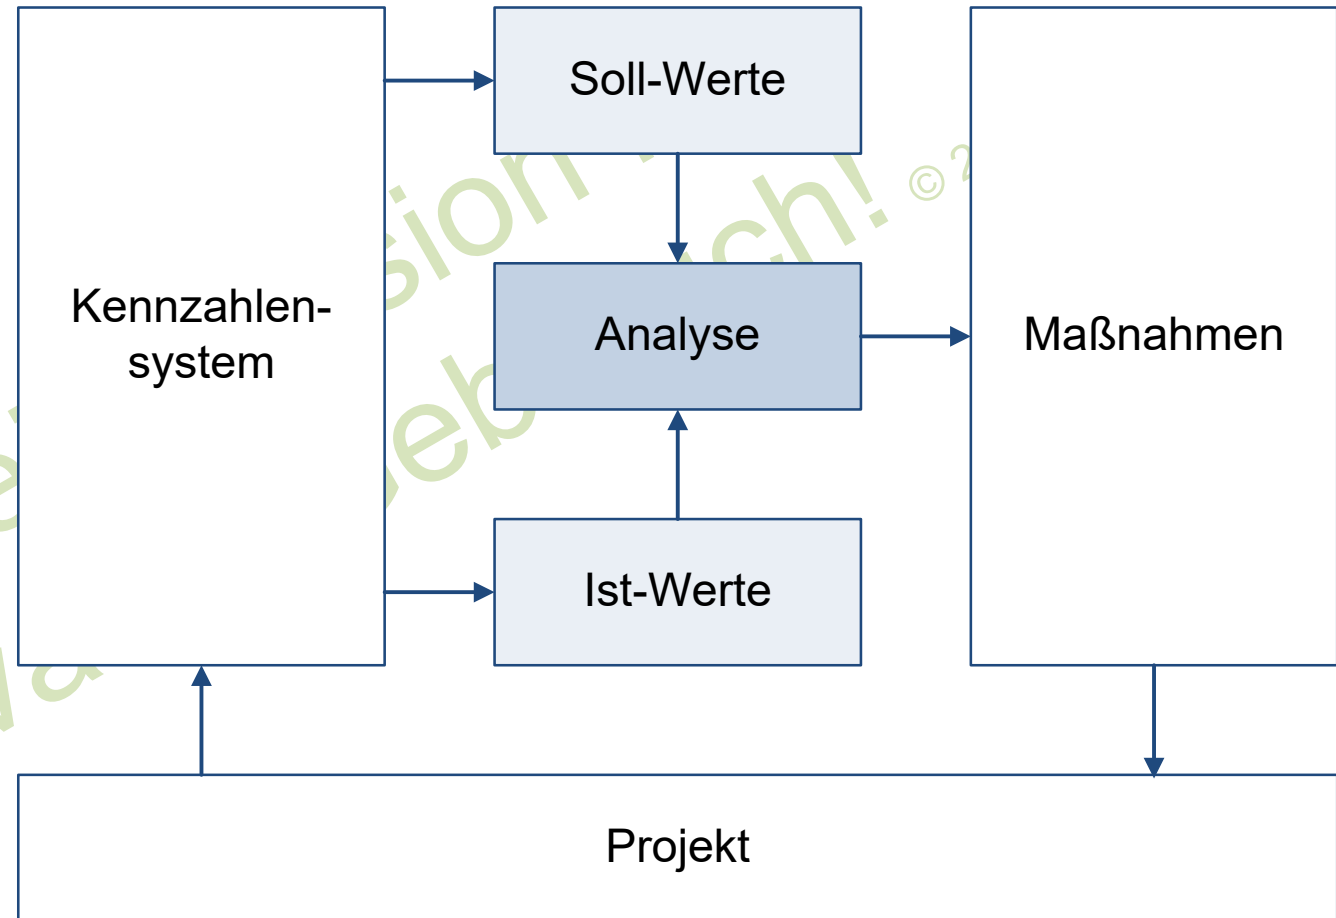 Soll-Werte
Kennzahlen-
system
Analyse
Maßnahmen
Ist-Werte
Projekt